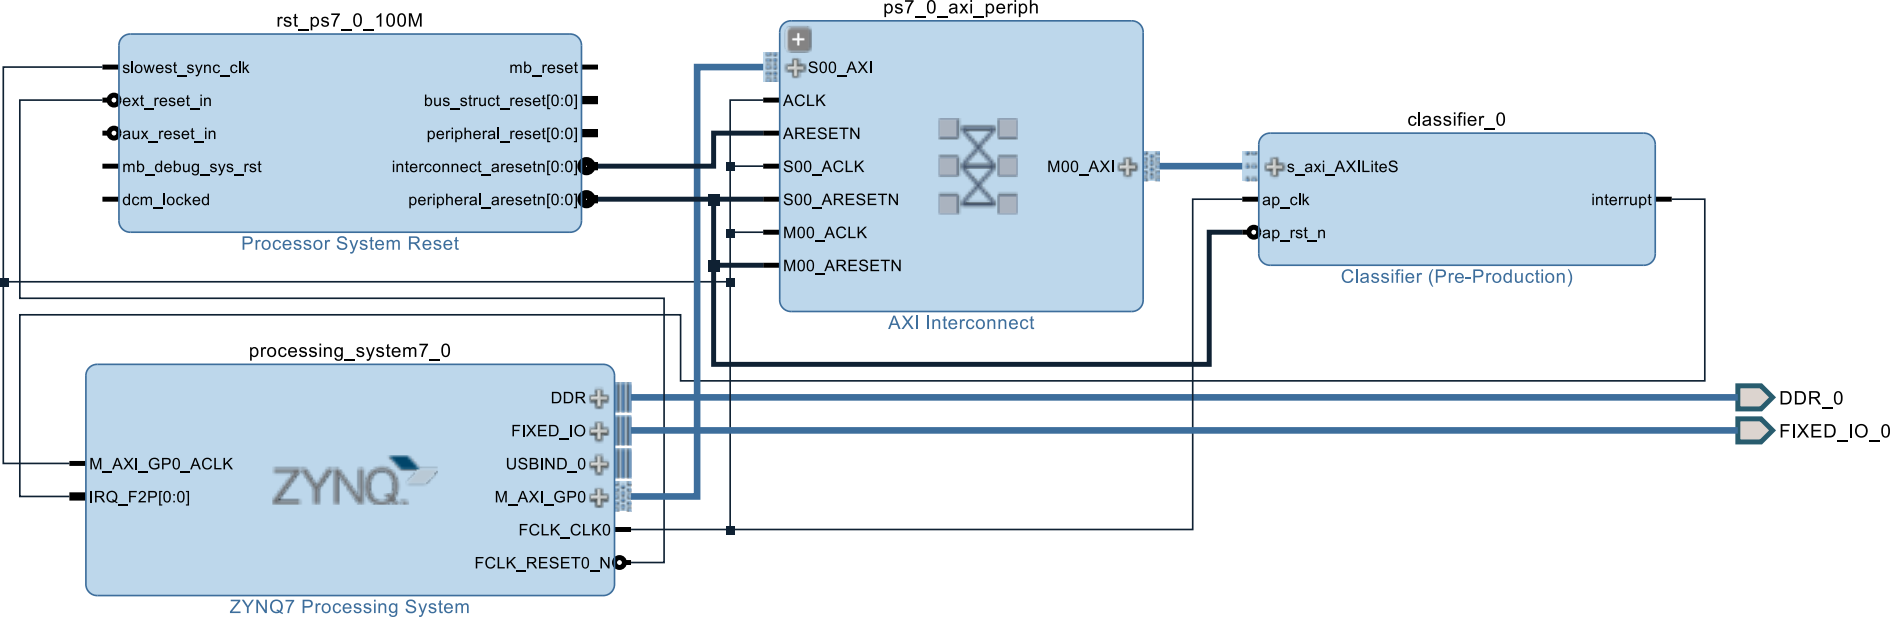 rst_ps7_0_100M
slowest_sync_clk
ext_reset_in
aux_reset_in
mb_debug_sys_rst
dcm_locked
mb_reset
bus_struct_reset[0:0]
peripheral_reset[0:0]
interconnect_aresetn[0:0]
peripheral_aresetn[0:0]
Processor System Reset
ps7_0_axi_periph
S00_AXI
ACLK
ARESETN
S00_ACLK
S00_ARESETN
M00_ACLK
M00_ARESETN
M00_AXI
AXI Interconnect
classifier_0
s_axi_AXILiteS
ap_clk
ap_rst_n
interrupt
Classifier (Pre-Production)
processing_system7_0
M_AXI_GP0_ACLK
IRQ_F2P[0:0]
ZYNQ
DDR
FIXED_IO
USBIND_0
M_AXI_GP0
FCLK_CLK0
FCLK_RESET0_N
ZYNQ7 Processing System
DDR_0
FIXED_IO_0